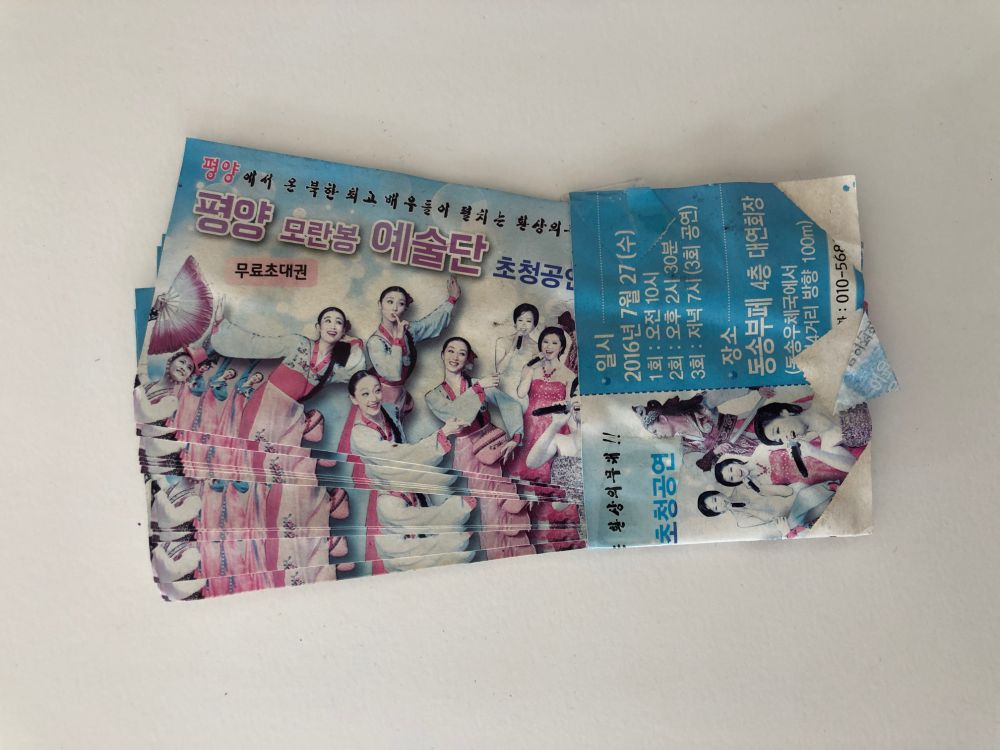 평양에서 온 북한 최고 배우들이 펼치는 환상의
평양 모란봉 예술단 초청공연
무료초대권
일시
2016년 7월 27(수)
1회 : 오전 10시
2회 : 오후 2시 30분
3회 : 저녁 7시 (3회 공연)
장소
동송부페 4층 대연회장
(동송우체국에서
4거리 방향 100m)
: 010-568
: 환상의무대!!
초청공연